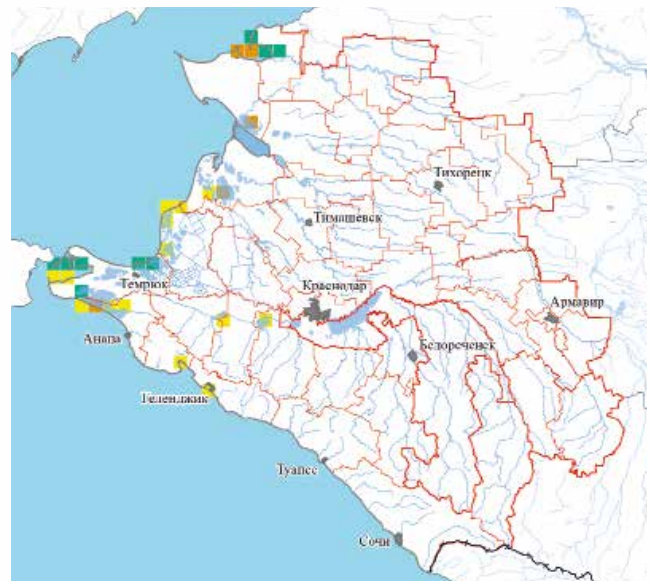 Тихорецк
Тимашевск
Темрюк
Краснодар
Армавир
Анапа
Белореченск
Геленджик
Туапсе
Сочи